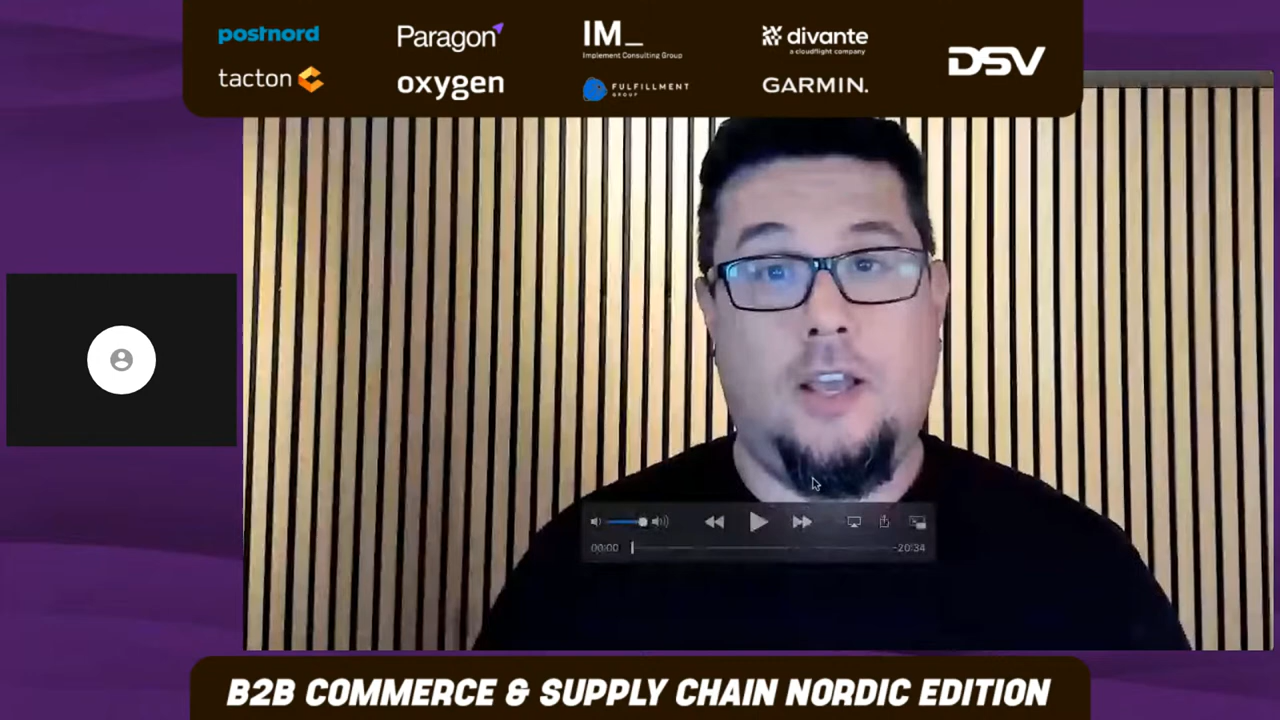 postnord
Paragon
IM_
Implement Consulting Group
divante
a cloudflight company
DSV
tacton
oxygen
FULFILLMENT
GROUP
GARMIN.
00:00
-20:34
B2B COMMERCE & SUPPLY CHAIN NORDIC EDITION